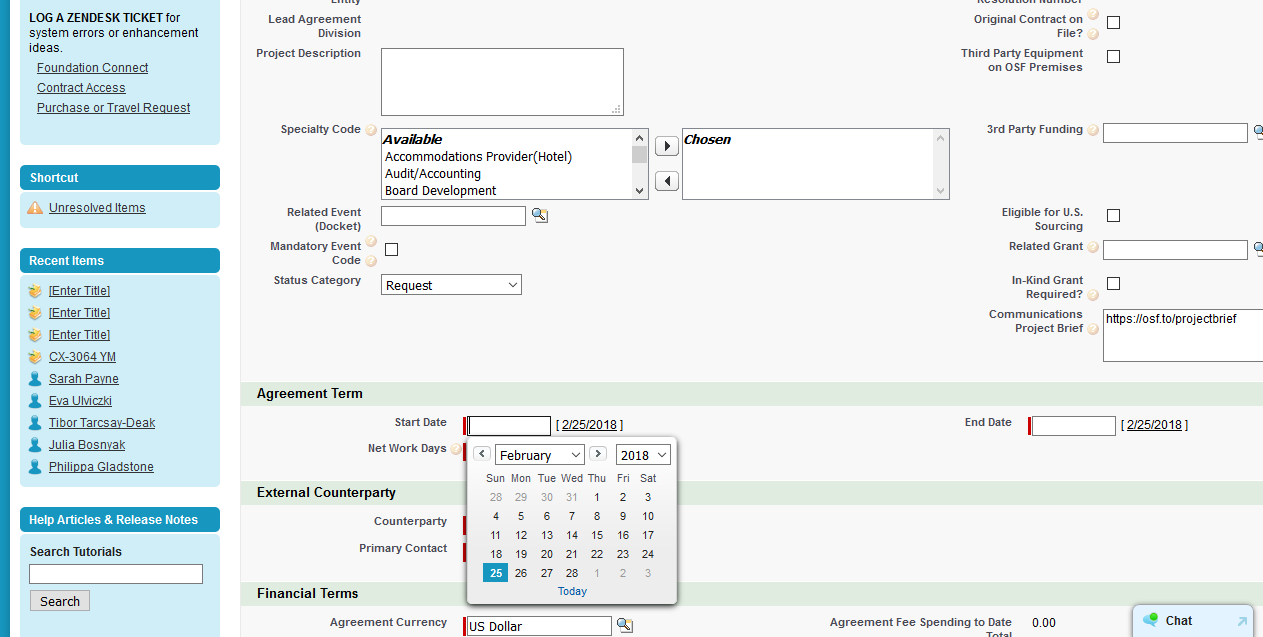 LOG A ZENDESK TICKET for
system errors or enhancement
ideas.
Foundation Connect
Contract Access
Purchase or Travel Request
Shortcut
Unresolved Items
Recent Items
[Enter Title]
[Enter Title]
[Enter Title]
CX-3064 YM
Sarah Payne
Eva Ulviczki
Tibor Tarcsay-Deak
Julia Bosnyak
Philippa Gladstone
Help Articles & Release Notes
Search Tutorials
Search
Entity
Resolution Number
Lead Agreement
Division
Original Contract on
File?
Project Description
Third Party Equipment
on OSF Premises
Specialty Code
Available
Accommodations Provider(Hotel)
Audit/Accounting
Board Development
Chosen
3rd Party Funding
Related Event
(Docket)
Eligible for U.S.
Sourcing
Mandatory Event
Code
Related Grant
Status Category
Request
In-Kind Grant
Required?
Communications
Project Brief
https://osf.to/projectbrief
Agreement Term
Start Date
[ 2/25/2018 ]
End Date
[ 2/25/2018 ]
Net Work Days
February
2018
Sun Mon Tue Wed Thu Fri Sat
28 29 30 31 1 2 3
4 5 6 7 8 9 10
11 12 13 14 15 16 17
18 19 20 21 22 23 24
25 26 27 28 1 2 3
Today
External Counterparty
Counterparty
Primary Contact
Financial Terms
Agreement Currency
US Dollar
Agreement Fee Spending to Date
Total
0.00
Chat